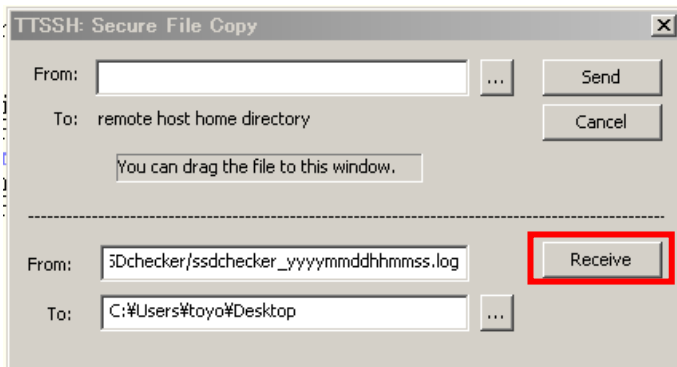 TTSSH: Secure File Copy
From: ... Send
To: remote host home directory Cancel
You can drag the file to this window.
From: SDchecker/ssdchecker_yyyymmddhhmmss.log Receive
To: C:¥Users¥toyo¥Desktop ...